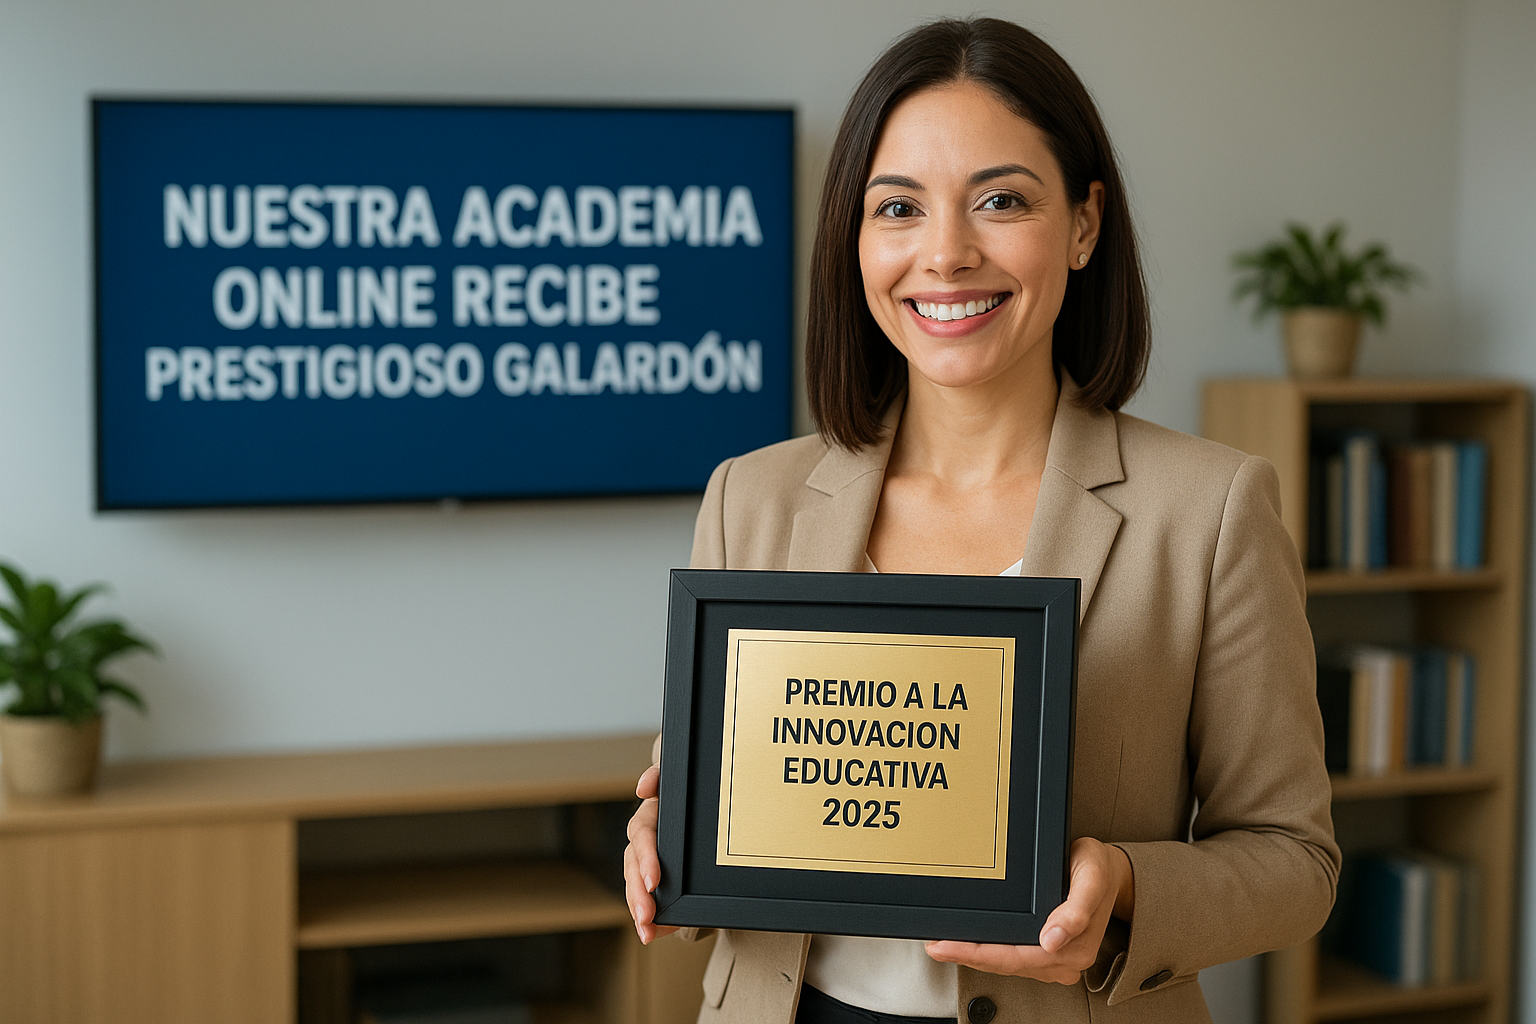 NUESTRA ACADEMIA
ONLINE RECIBE
PRESTIGIOSO GALARDÓN
PREMIO A LA
INNOVACION
EDUCATIVA
2025